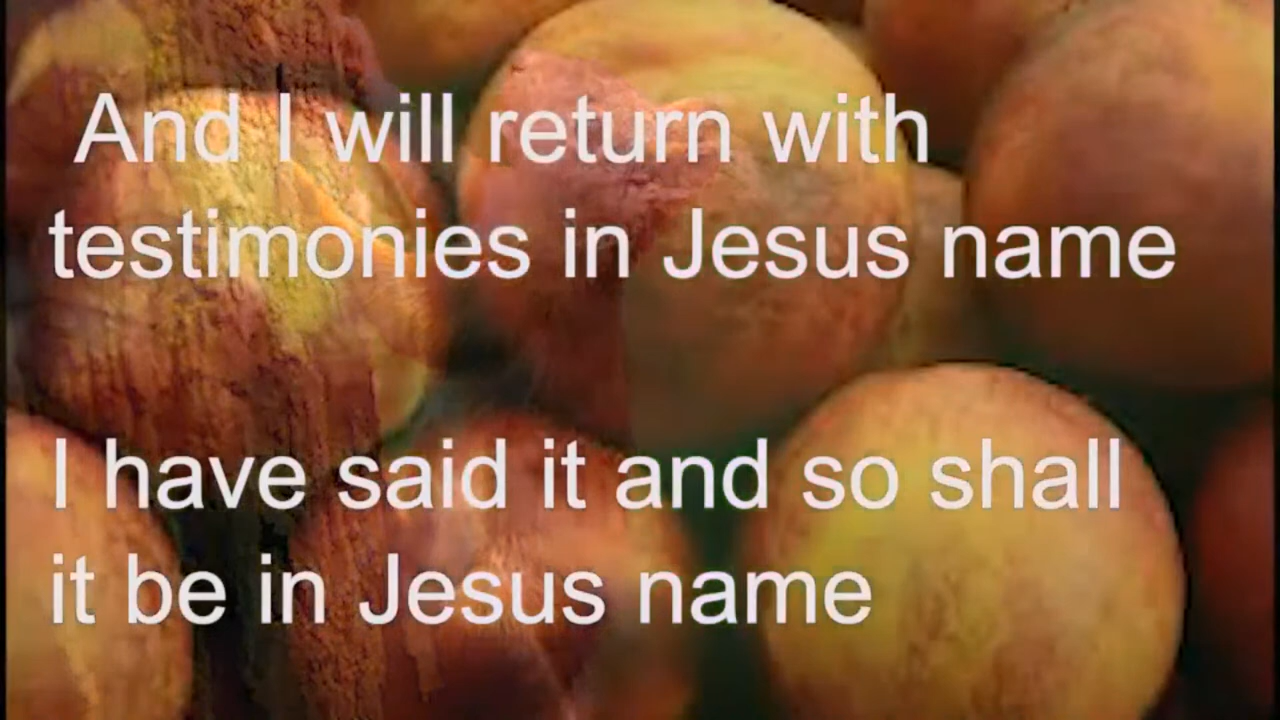 And I will return with
testimonies in Jesus name
I have said it and so shall
it be in Jesus name